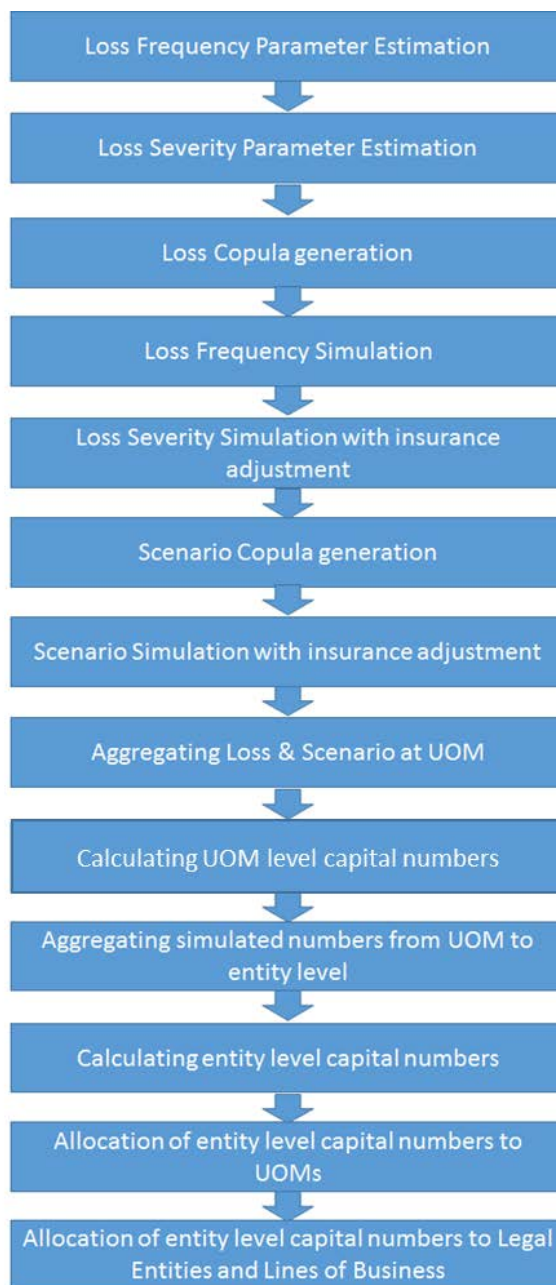 Loss Frequency Parameter Estimation
Loss Severity Parameter Estimation
Loss Copula generation
Loss Frequency Simulation
Loss Severity Simulation with insurance
adjustment
Scenario Copula generation
Scenario Simulation with insurance adjustment
Aggregating Loss & Scenario at UOM
Calculating UOM level capital numbers
Aggregating simulated numbers from UOM to
entity level
Calculating entity level capital numbers
Allocation of entity level capital numbers to
UOMs
Allocation of entity level capital numbers to Legal
Entities and Lines of Business